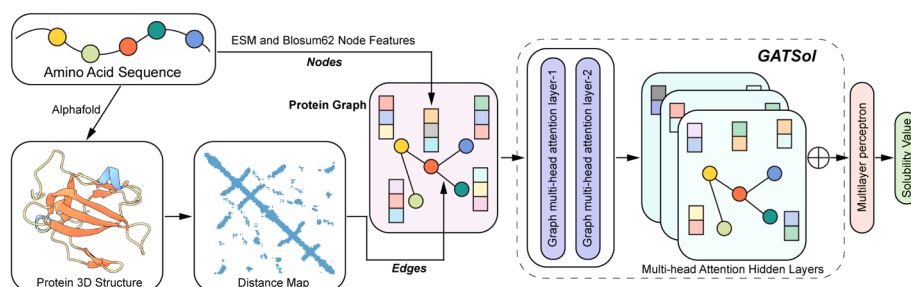 Amino Acid Sequence
ESM and Blosum62 Node Features
Nodes
Alphafold
Protein 3D Structure
Distance Map
Edges
Protein Graph
GATSol
Graph multi-head attention layer-1
Graph multi-head attention layer-2
Multi-head Attention Hidden Layers
Multilayer perceptron
Solubility Value